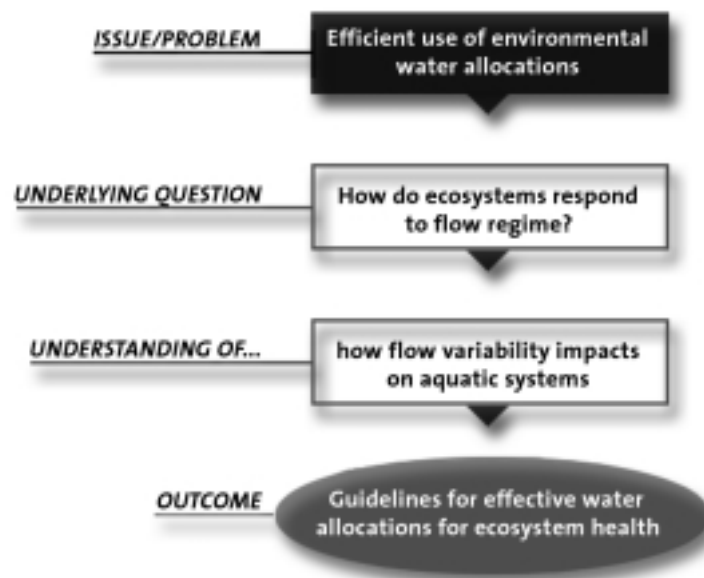 ISSUE/PROBLEM
Efficient use of environmental
water allocations
UNDERLYING QUESTION
How do ecosystems respond
to flow regime?
UNDERSTANDING OF...
how flow variability impacts
on aquatic systems
OUTCOME
Guidelines for effective water
allocations for ecosystem health